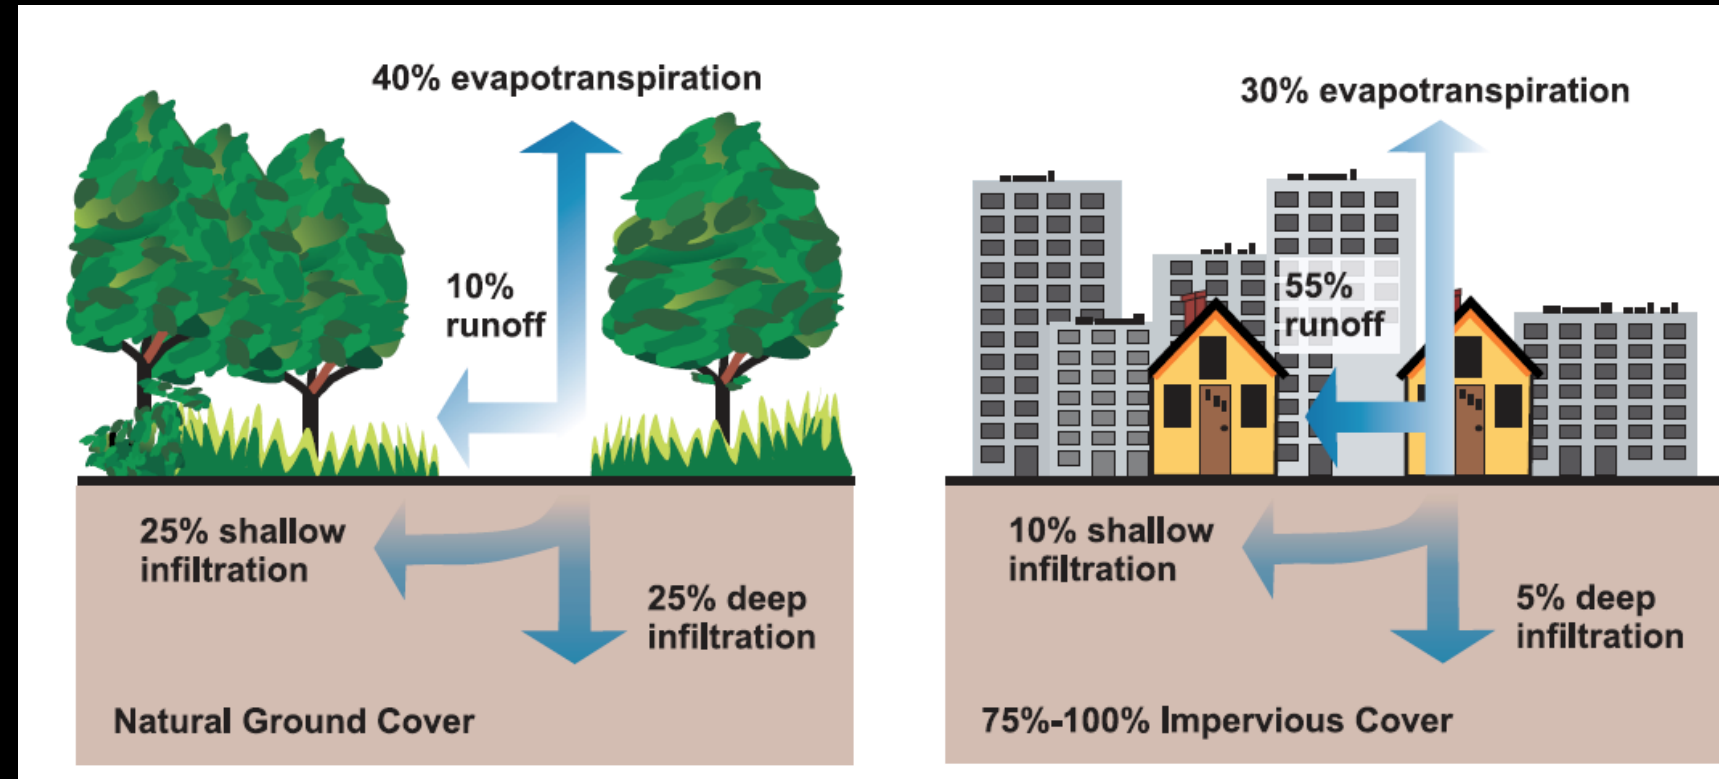 40% evapotranspiration
10%
runoff
25% shallow
infiltration
25% deep
infiltration
Natural Ground Cover
30% evapotranspiration
55%
runoff
10% shallow
infiltration
5% deep
infiltration
75%-100% Impervious Cover